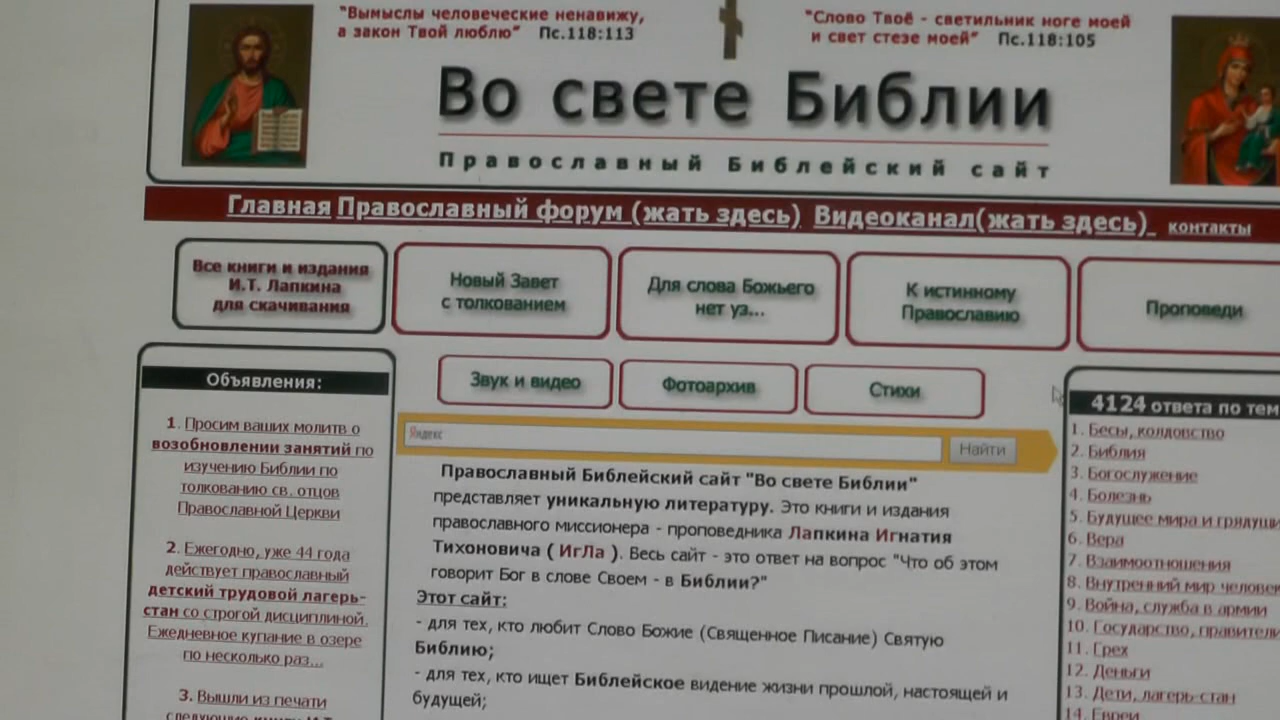 "Вымыслы человеческие ненавижу,
а закон Твой люблю" Пс.118:113
"Слово Твоё - светильник ноге моей
и свет стезе моей" Пс.118:105
Во свете Библии
Православный Библейский сайт
Главная Православный форум (жать здесь) Видеоканал(жать здесь) контакты
Все книги и издания
И.Т. Лапкина
для скачивания
Новый Завет
с толкованием
Для слова Божьего
нет уз...
К истинному
Православию
Проповеди
Звук и видео
Фотоархив
Стихи
Объявления:
1. Просим ваших молитв о
возобновлении занятий по
изучению Библии по
толкованию св. отцов
Православной Церкви
2. Ежегодно, уже 44 года
действует православный
детский трудовой лагерь-
стан со строгой дисциплиной.
Ежедневное купание в озере
по несколько раз...
3. Вышли из печати
следующие книги
Яндекс
Найти
Православный Библейский сайт "Во свете Библии"
представляет уникальную литературу. Это книги и издания
православного миссионера - проповедника Лапкина Игнатия
Тихоновича ( ИгЛа ). Весь сайт - это ответ на вопрос "Что об этом
говорит Бог в слове Своем - в Библии?"
Этот сайт:
- для тех, кто любит Слово Божие (Священное Писание) Святую
Библию;
- для тех, кто ищет Библейское видение жизни прошлой, настоящей и
будущей;
4124 ответа по тем
1. Бесы, колдовство
2. Библия
3. Богослужение
4. Болезнь
5. Будущее мира и грядущи
6. Вера
7. Взаимоотношения
8. Внутренний мир человек
9. Война, служба в армии
10. Государство, правители
11. Грех
12. Деньги
13. Дети, лагерь-стан
14. Евреи